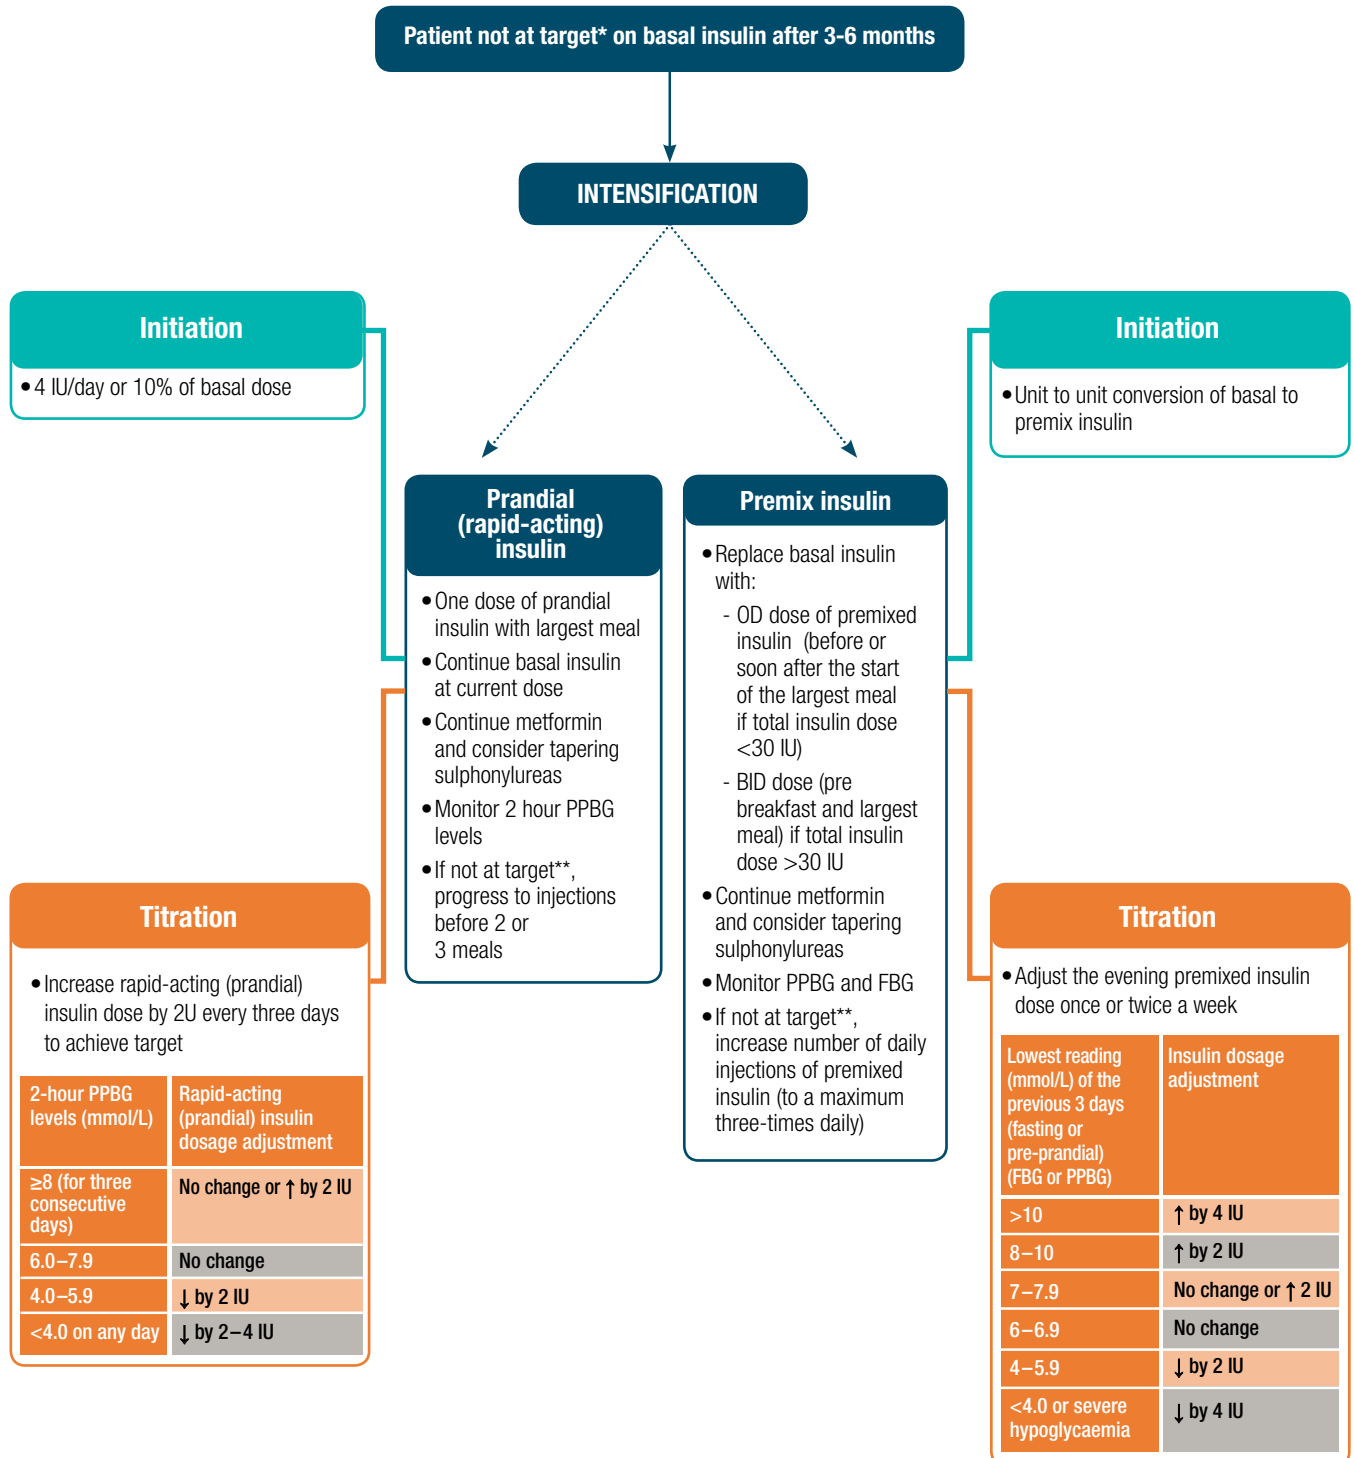 Patient not at target* on basal insulin after 3-6 months
INTENSIFICATION
Initiation
•4 IU/day or 10% of basal dose
Initiation
•Unit to unit conversion of basal to
premix insulin
Prandial
(rapid-acting)
insulin
•One dose of prandial
insulin with largest meal
•Continue basal insulin
at current dose
•Continue metformin
and consider tapering
sulphonylureas
•Monitor 2 hour PPBG
levels
•If not at target**,
progress to injections
before 2 or
3 meals
Premix insulin
•Replace basal insulin
with:
- OD dose of premixed
insulin (before or
soon after the start
of the largest meal
if total insulin dose
<30 IU)
- BID dose (pre
breakfast and largest
meal) if total insulin
dose >30 IU
•Continue metformin
and consider tapering
sulphonylureas
•Monitor PPBG and FBG
•If not at target**,
increase number of daily
injections of premixed
insulin (to a maximum
three-times daily)
Titration
•Increase rapid-acting (prandial)
insulin dose by 2U every three days
to achieve target
2-hour PPBG
levels (mmol/L)
Rapid-acting
(prandial) insulin
dosage adjustment
≥8 (for three
consecutive
days)
No change or ↑ by 2 IU
6.0–7.9
No change
4.0–5.9
↓ by 2 IU
<4.0 on any day
↓ by 2–4 IU
Titration
•Adjust the evening premixed insulin
dose once or twice a week
Lowest reading
(mmol/L) of the
previous 3 days
(fasting or
pre-prandial)
(FBG or PPBG)
Insulin dosage
adjustment
>10
↑ by 4 IU
8–10
↑ by 2 IU
7–7.9
No change or ↑ 2 IU
6–6.9
No change
4–5.9
↓ by 2 IU
<4.0 or severe
hypoglycaemia
↓ by 4 IU